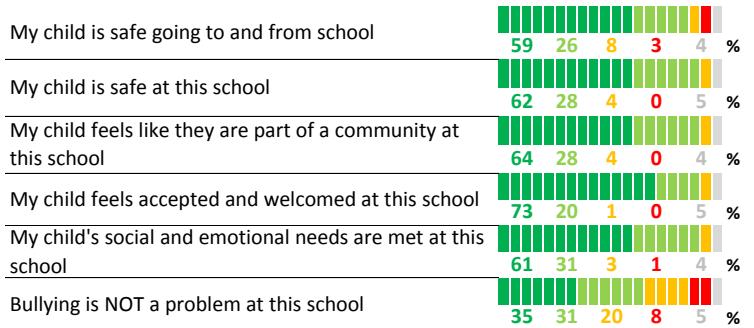 My child is safe going to and from school
59 26 8 3 4 %
My child is safe at this school
62 28 4 0 5 %
My child feels like they are part of a community at
this school
64 28 4 0 4 %
My child feels accepted and welcomed at this school
73 20 1 0 5 %
My child's social and emotional needs are met at this
school
61 31 3 1 4 %
Bullying is NOT a problem at this school
35 31 20 8 5 %